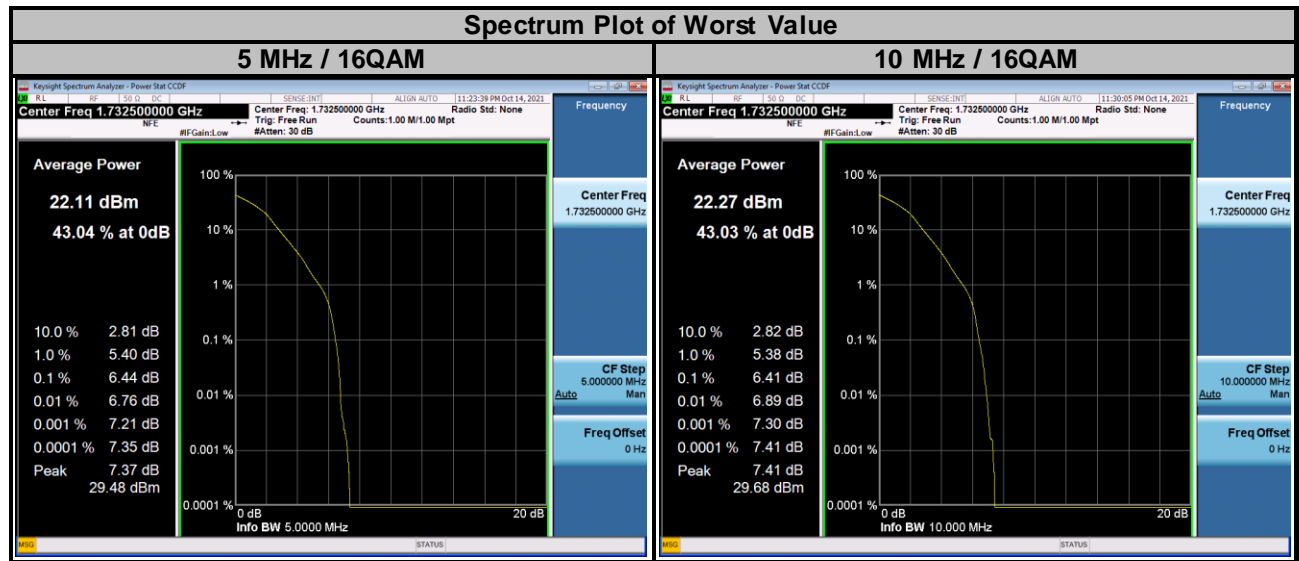 Spectrum Plot of Worst Value
5 MHz / 16QAM
10 MHz / 16QAM
Keysight Spectrum Analyzer - Power Stat CCDF
RL RF 50 Ω DC SENSE:INT ALIGN AUTO 11:23:39 PM Oct 14, 2021
Center Freq 1.732500000 GHz
NFE
#IFGain:Low
Center Freq: 1.732500000 GHz Radio Std: None
Trig: Free Run Counts:1.00 M/1.00 Mpt
#Atten: 30 dB
Average Power
22.11 dBm
43.04 % at 0dB
10.0 % 2.81 dB
1.0 % 5.40 dB
0.1 % 6.44 dB
0.01 % 6.76 dB
0.001 % 7.21 dB
0.0001 % 7.35 dB
Peak 7.37 dB
29.48 dBm
100 %
10 %
1 %
0.1 %
0.01 %
0.001 %
0.0001 %
0 dB 20 dB
Info BW 5.0000 MHz
Frequency
Center Freq
1.732500000 GHz
CF Step
5.000000 MHz
Auto Man
Freq Offset
0 Hz
MSG STATUS
Keysight Spectrum Analyzer - Power Stat CCDF
RL RF 50 Ω DC SENSE:INT ALIGN AUTO 11:30:05 PM Oct 14, 2021
Center Freq 1.732500000 GHz
NFE
#IFGain:Low
Center Freq: 1.732500000 GHz Radio Std: None
Trig: Free Run Counts:1.00 M/1.00 Mpt
#Atten: 30 dB
Average Power
22.27 dBm
43.03 % at 0dB
10.0 % 2.82 dB
1.0 % 5.38 dB
0.1 % 6.41 dB
0.01 % 6.89 dB
0.001 % 7.30 dB
0.0001 % 7.41 dB
Peak 7.41 dB
29.68 dBm
100 %
10 %
1 %
0.1 %
0.01 %
0.001 %
0.0001 %
0 dB 20 dB
Info BW 10.000 MHz
Frequency
Center Freq
1.732500000 GHz
CF Step
10.000000 MHz
Auto Man
Freq Offset
0 Hz
MSG STATUS